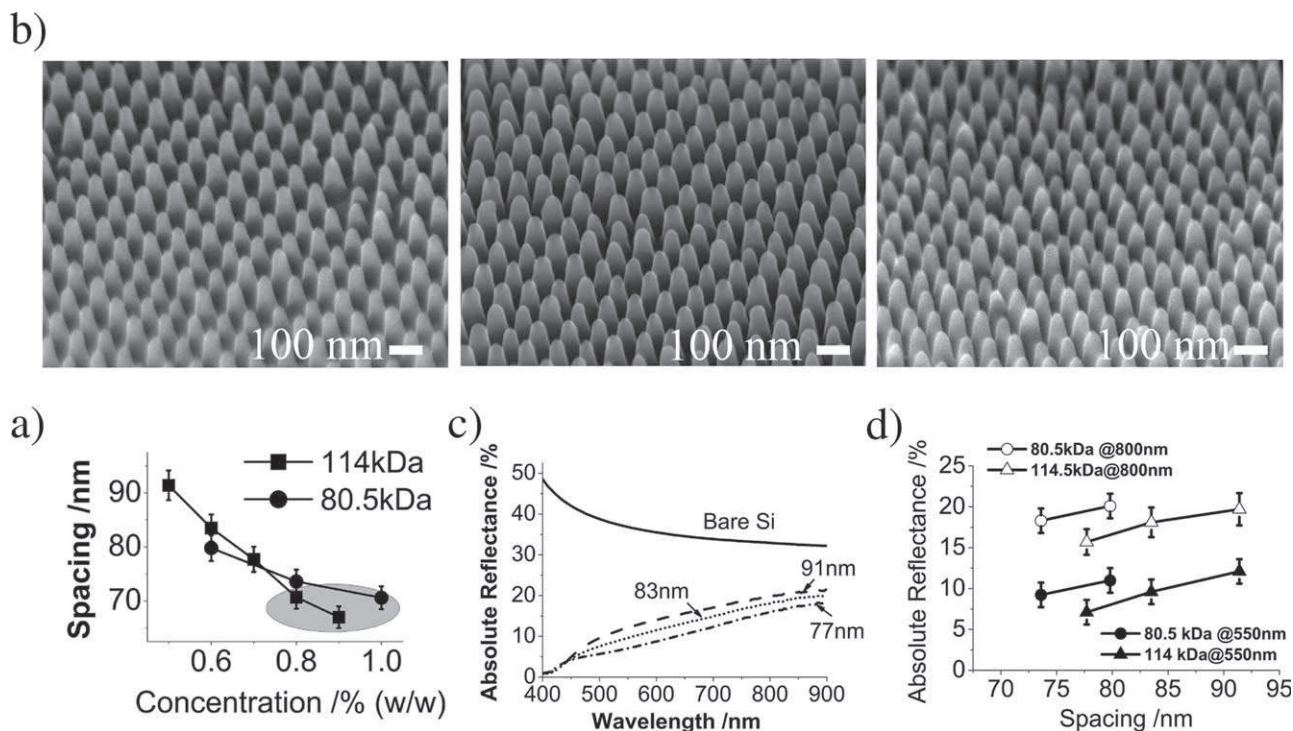 b)
100 nm
100 nm
100 nm
a)
114kDa
80.5kDa
Spacing /nm
90
80
70
0.6
0.8
1.0
Concentration /% (w/w)
c)
Absolute Reflectance /%
50
40
30
20
10
0
Bare Si
91nm
83nm
77nm
400
500
600
700
800
900
Wavelength /nm
d)
80.5kDa @800nm
114.5kDa@800nm
Absolute Reflectance /%
25
20
15
10
5
0
80.5 kDa @550nm
114 kDa@550nm
70
75
80
85
90
95
Spacing /nm